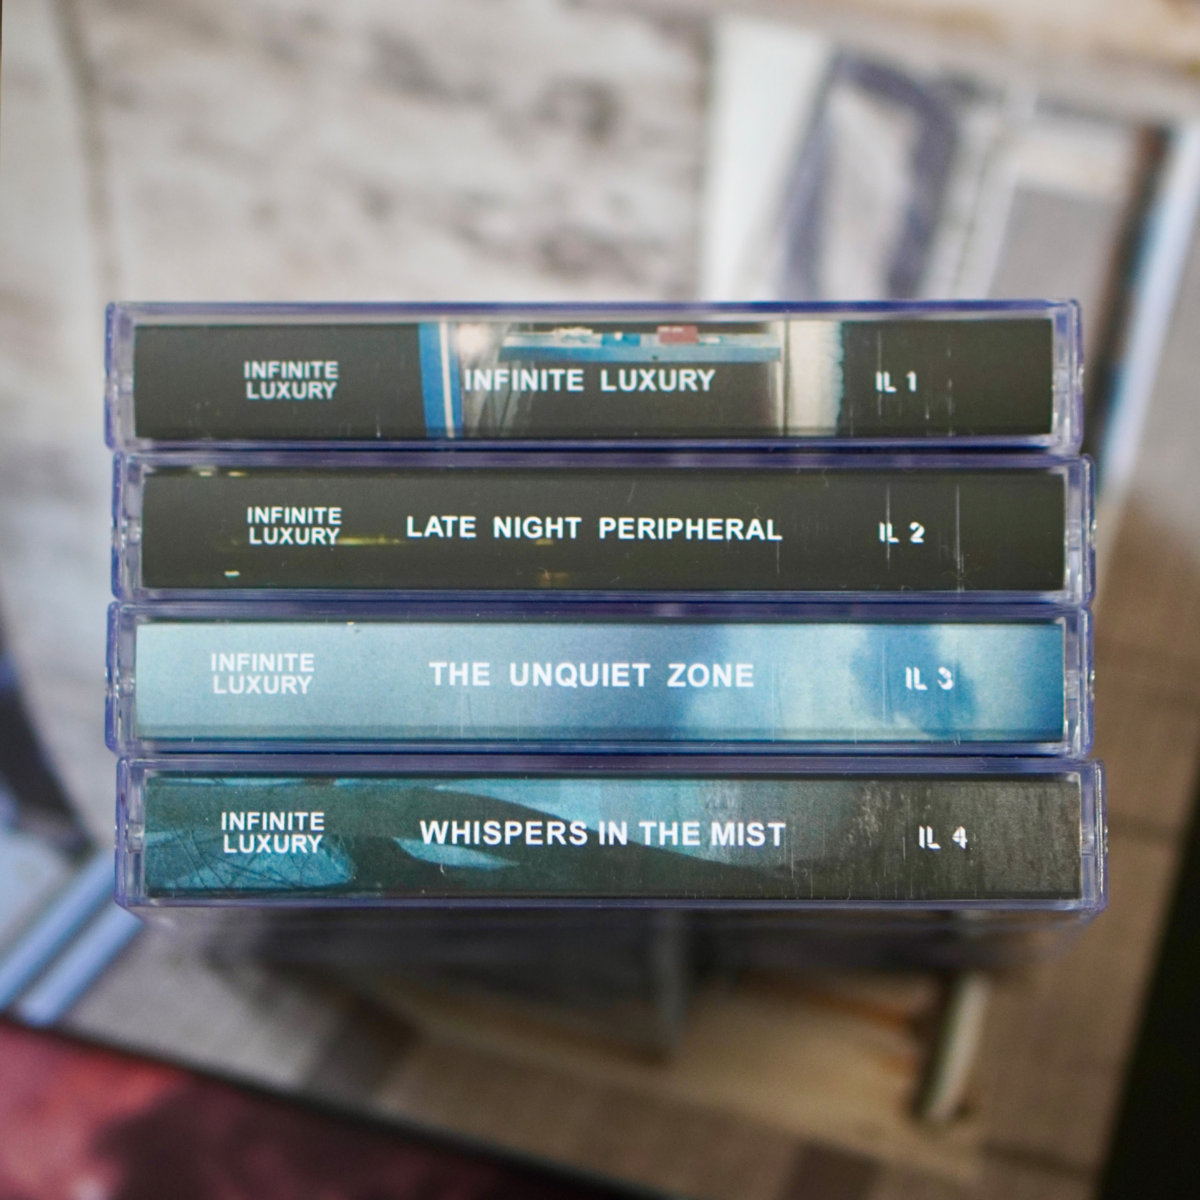 INFINITE
LUXURY
INFINITE LUXURY
IL 1
INFINITE
LUXURY
LATE NIGHT PERIPHERAL
IL 2
INFINITE
LUXURY
THE UNQUIET ZONE
IL 3
INFINITE
LUXURY
WHISPERS IN THE MIST
IL 4